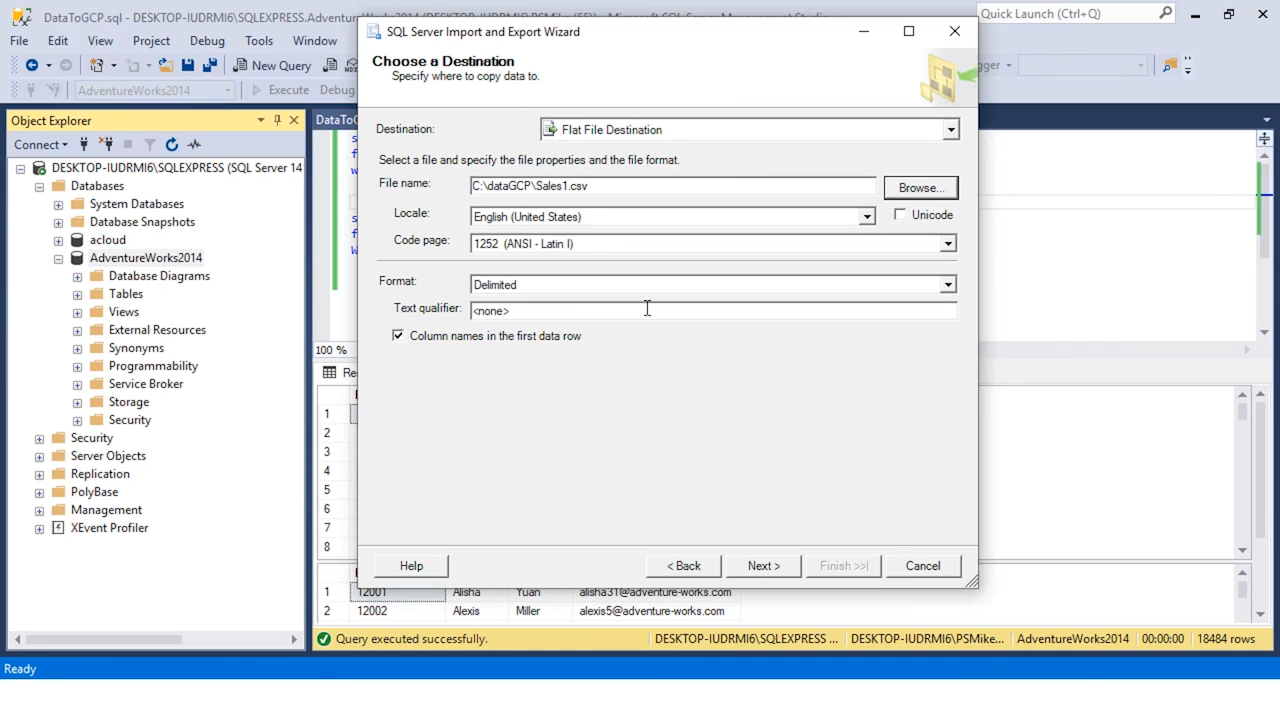 DataToGCP.sql - DESKTOP-IUDRMI6\SQLEXPRESS.Adventure
Quick Launch (Ctrl+Q)
File Edit View Project Debug Tools Window
New Query
AdventureWorks2014
Execute Debug
Object Explorer
Connect
DESKTOP-IUDRMI6\SQLEXPRESS (SQL Server 14
Databases
System Databases
Database Snapshots
acloud
AdventureWorks2014
Database Diagrams
Tables
Views
External Resources
Synonyms
Programmability
Service Broker
Storage
Security
Security
Server Objects
Replication
PolyBase
Management
XEvent Profiler
SQL Server Import and Export Wizard
Choose a Destination
Specify where to copy data to.
Destination: Flat File Destination
Select a file and specify the file properties and the file format.
File name: C:\dataGCP\Sales1.csv Browse...
Locale: English (United States) Unicode
Code page: 1252 (ANSI - Latin I)
Format: Delimited
Text qualifier: <none>
Column names in the first data row
Help < Back Next > Finish >>| Cancel
100 %
1
2
3
4
5
6
7
8
1 12001 Alisha Yuan alisha31@adventure-works.com
2 12002 Alexis Miller alexis5@adventure-works.com
Query executed successfully. DESKTOP-IUDRMI6\SQLEXPRESS ... DESKTOP-IUDRMI6\PSMike... AdventureWorks2014 00:00:00 18484 rows
Ready